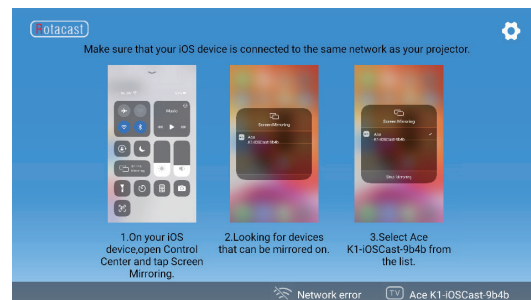 Rotacast
Make sure that your iOS device is connected to the same network as your projector.
Music
Screen Mirroring
Screen Mirroring
Ace
K1-iOSCast-9b4b
Screen Mirroring
Ace
K1-iOSCast-9b4b
Stop Mirroring
1.On your iOS
device,open Control
Center and tap Screen
Mirroring.
2.Looking for devices
that can be mirrored on.
3.Select Ace
K1-iOSCast-9b4b from
the list.
Network error
TV
Ace K1-iOSCast-9b4b